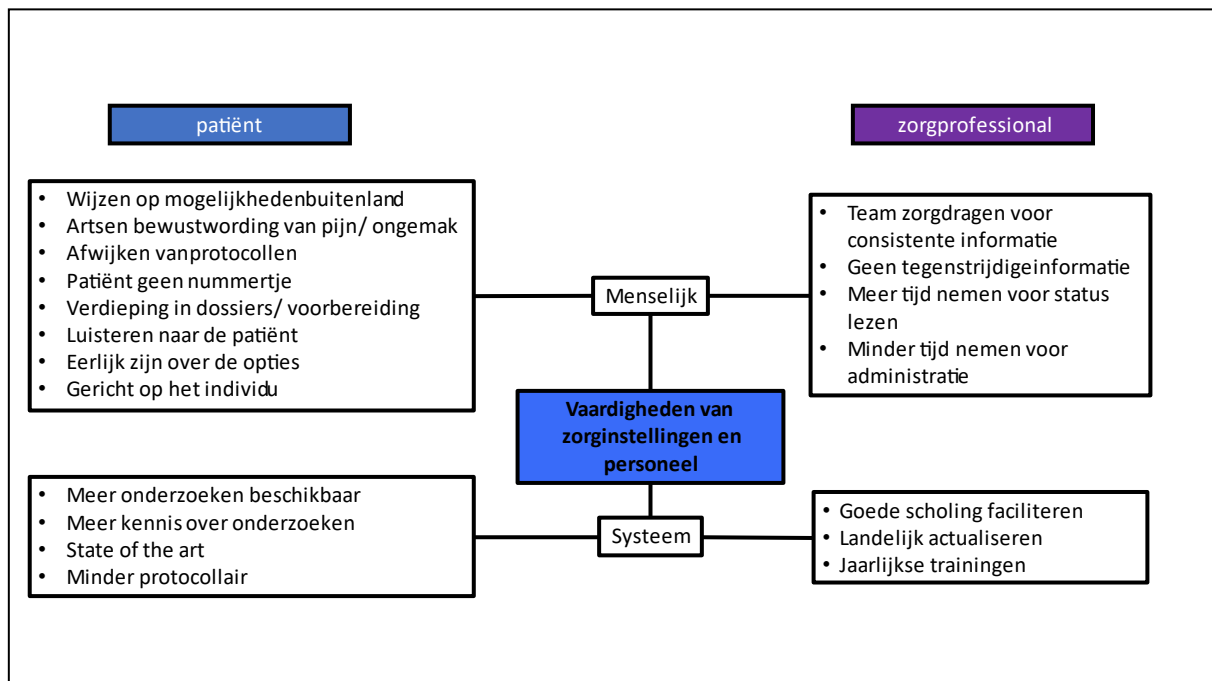 patiënt
zorgprofessional
• Wijzen op mogelijkhedenbuitenland
• Artsen bewustwording van pijn/ ongemak
• Afwijken vanprotocollen
• Patiënt geen nummertje
• Verdieping in dossiers/ voorbereiding
• Luisteren naar de patiënt
• Eerlijk zijn over de opties
• Gericht op het individu
Menselijk
• Team zorgdragen voor
consistente informatie
• Geen tegenstrijdigeinformatie
• Meer tijd nemen voor status
lezen
• Minder tijd nemen voor
administratie
Vaardigheden van
zorginstellingen en
personeel
• Meer onderzoeken beschikbaar
• Meer kennis over onderzoeken
• State of the art
• Minder protocollair
Systeem
• Goede scholing faciliteren
• Landelijk actualiseren
• Jaarlijkse trainingen